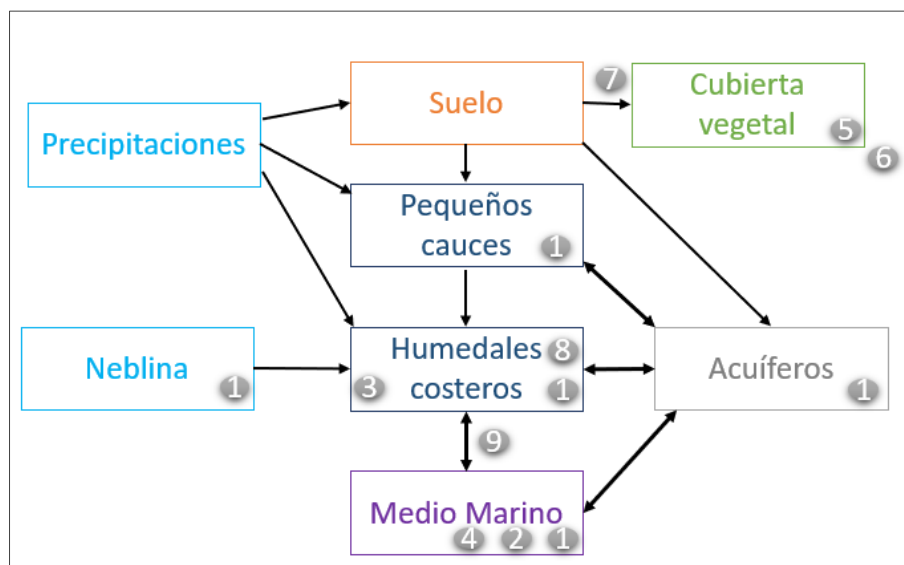 Suelo
7
Cubierta
vegetal
5
6
Precipitaciones
Pequeños
cauces
1
Neblina
1
Humedales
8
costeros
3
1
Acuíferos
1
9
Medio Marino
4
2
1